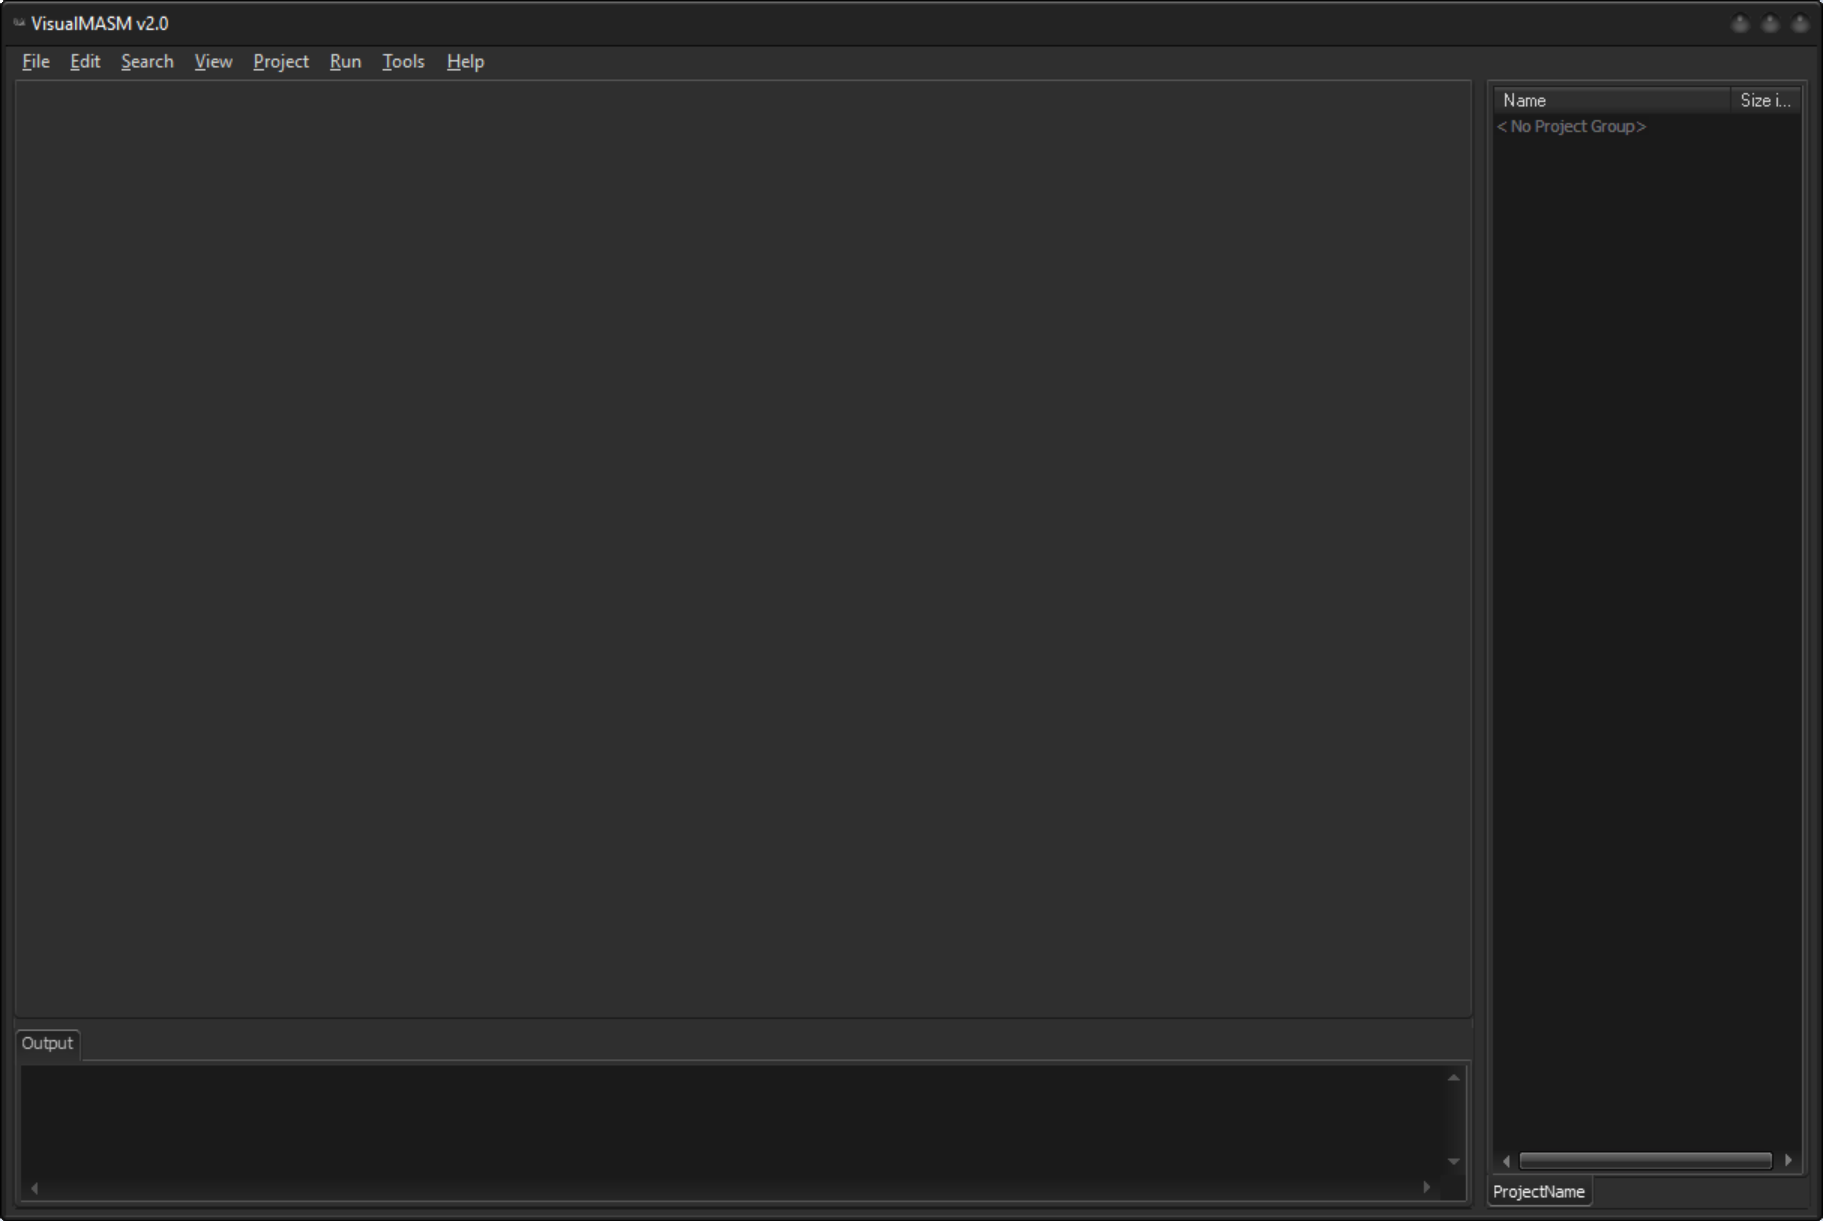 VisualMASM v2.0
File Edit Search View Project Run Tools Help
Name Size i...
< No Project Group>
Output
ProjectName